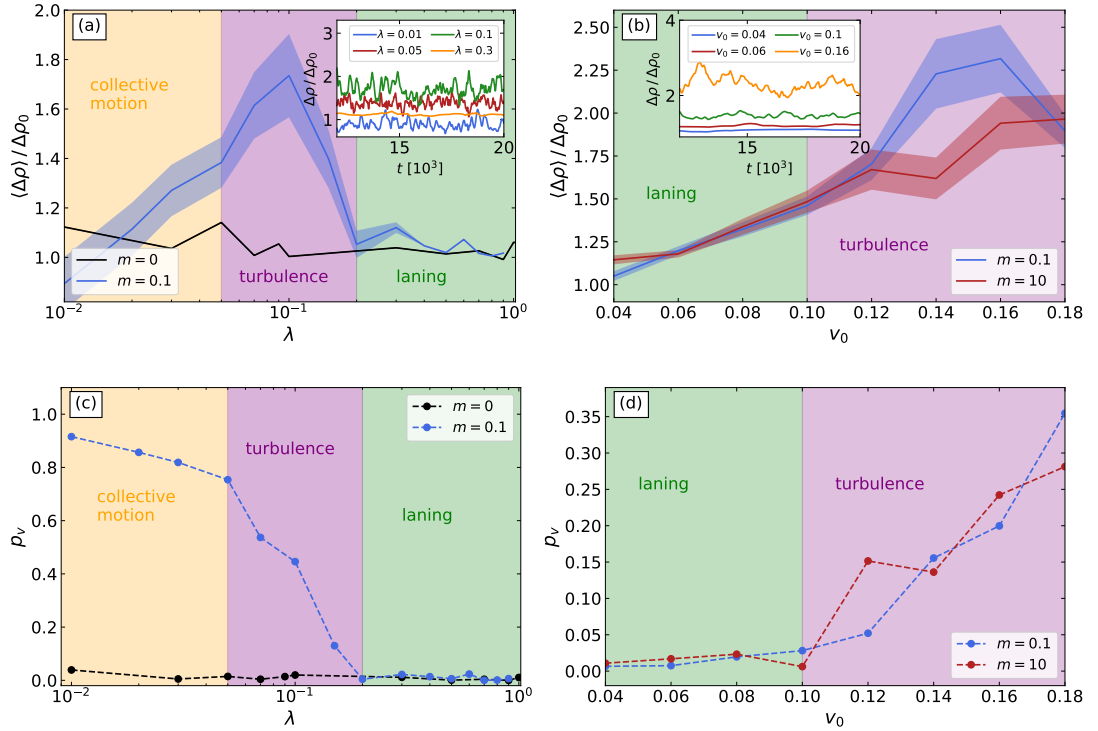 (a)
collective
motion
turbulence
laning
m = 0
m = 0.1
⟨Δρ⟩ / Δρ₀
1.0
1.2
1.4
1.6
1.8
2.0
10⁻²
10⁻¹
10⁰
λ
λ = 0.01
λ = 0.05
λ = 0.1
λ = 0.3
Δρ / Δρ₀
1
2
3
15
20
t [10³]
(b)
laning
turbulence
m = 0.1
m = 10
⟨Δρ⟩ / Δρ₀
1.00
1.25
1.50
1.75
2.00
2.25
2.50
0.04 0.06 0.08 0.10 0.12 0.14 0.16 0.18
v₀
v₀ = 0.04
v₀ = 0.06
v₀ = 0.1
v₀ = 0.16
Δρ / Δρ₀
2
4
15
20
t [10³]
(c)
collective
motion
turbulence
laning
m = 0
m = 0.1
pᵥ
0.0
0.2
0.4
0.6
0.8
1.0
10⁻²
10⁻¹
10⁰
λ
(d)
laning
turbulence
m = 0.1
m = 10
pᵥ
0.00
0.05
0.10
0.15
0.20
0.25
0.30
0.35
0.04 0.06 0.08 0.10 0.12 0.14 0.16 0.18
v₀